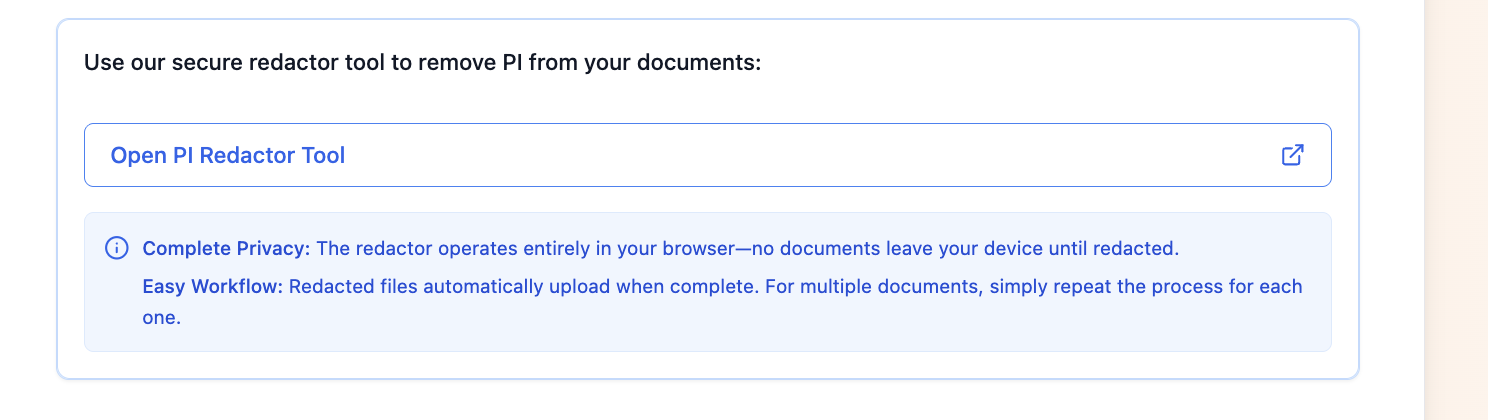 Use our secure redactor tool to remove PI from your documents:
Open PI Redactor Tool
Complete Privacy: The redactor operates entirely in your browser—no documents leave your device until redacted.
Easy Workflow: Redacted files automatically upload when complete. For multiple documents, simply repeat the process for each
one.